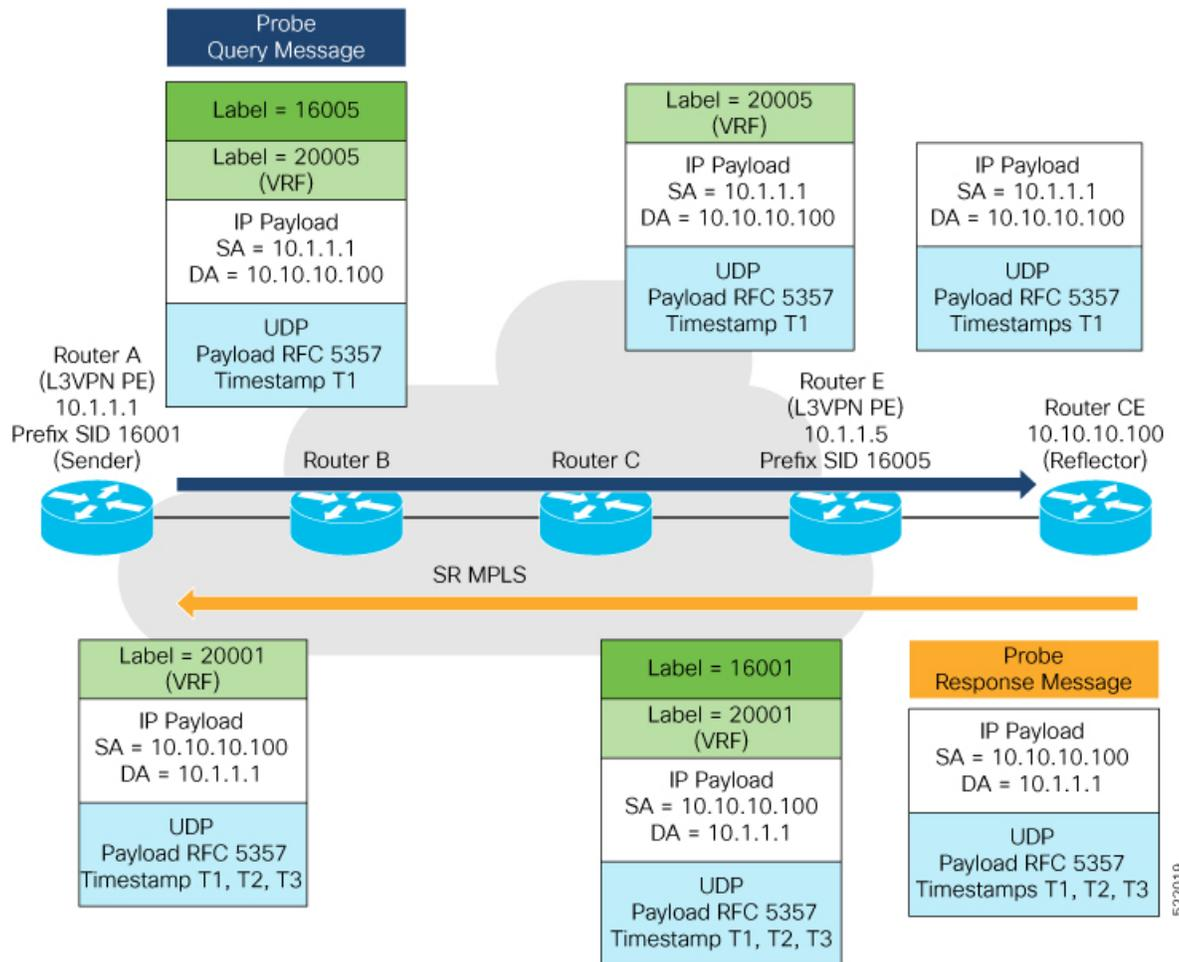 Probe
Query Message
Label = 16005
Label = 20005
(VRF)
IP Payload
SA = 10.1.1.1
DA = 10.10.10.100
UDP
Payload RFC 5357
Timestamp T1
Label = 20005
(VRF)
IP Payload
SA = 10.1.1.1
DA = 10.10.10.100
UDP
Payload RFC 5357
Timestamp T1
IP Payload
SA = 10.1.1.1
DA = 10.10.10.100
UDP
Payload RFC 5357
Timestamps T1
Router A
(L3VPN PE)
10.1.1.1
Prefix SID 16001
(Sender)
Router B
Router C
Router E
(L3VPN PE)
10.1.1.5
Prefix SID 16005
Router CE
10.10.10.100
(Reflector)
SR MPLS
Label = 20001
(VRF)
IP Payload
SA = 10.10.10.100
DA = 10.1.1.1
UDP
Payload RFC 5357
Timestamp T1, T2, T3
Label = 16001
Label = 20001
(VRF)
IP Payload
SA = 10.10.10.100
DA = 10.1.1.1
UDP
Payload RFC 5357
Timestamp T1, T2, T3
Probe
Response Message
IP Payload
SA = 10.10.10.100
DA = 10.1.1.1
UDP
Payload RFC 5357
Timestamps T1, T2, T3
522019